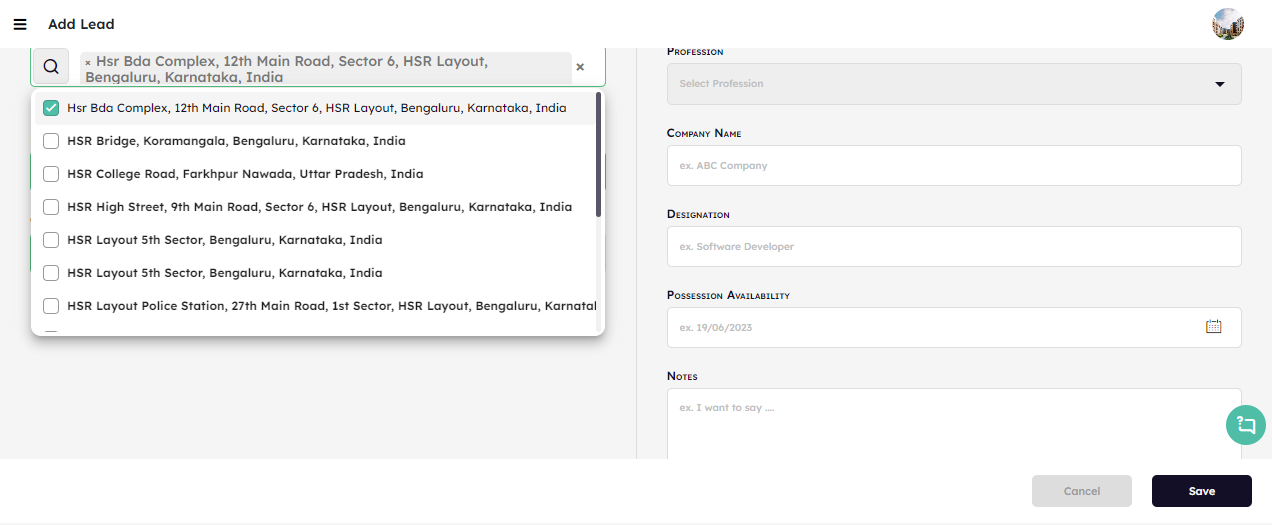 Add Lead
× Hsr Bda Complex, 12th Main Road, Sector 6, HSR Layout,
Bengaluru, Karnataka, India
×
Hsr Bda Complex, 12th Main Road, Sector 6, HSR Layout, Bengaluru, Karnataka, India
HSR Bridge, Koramangala, Bengaluru, Karnataka, India
HSR College Road, Farkhpur Nawada, Uttar Pradesh, India
HSR High Street, 9th Main Road, Sector 6, HSR Layout, Bengaluru, Karnataka, India
HSR Layout 5th Sector, Bengaluru, Karnataka, India
HSR Layout 5th Sector, Bengaluru, Karnataka, India
HSR Layout Police Station, 27th Main Road, 1st Sector, HSR Layout, Bengaluru, Karnata
Profession
Select Profession
Company Name
ex. ABC Company
Designation
ex. Software Developer
Possession Availability
ex. 19/06/2023
Notes
ex. I want to say ....
Cancel
Save